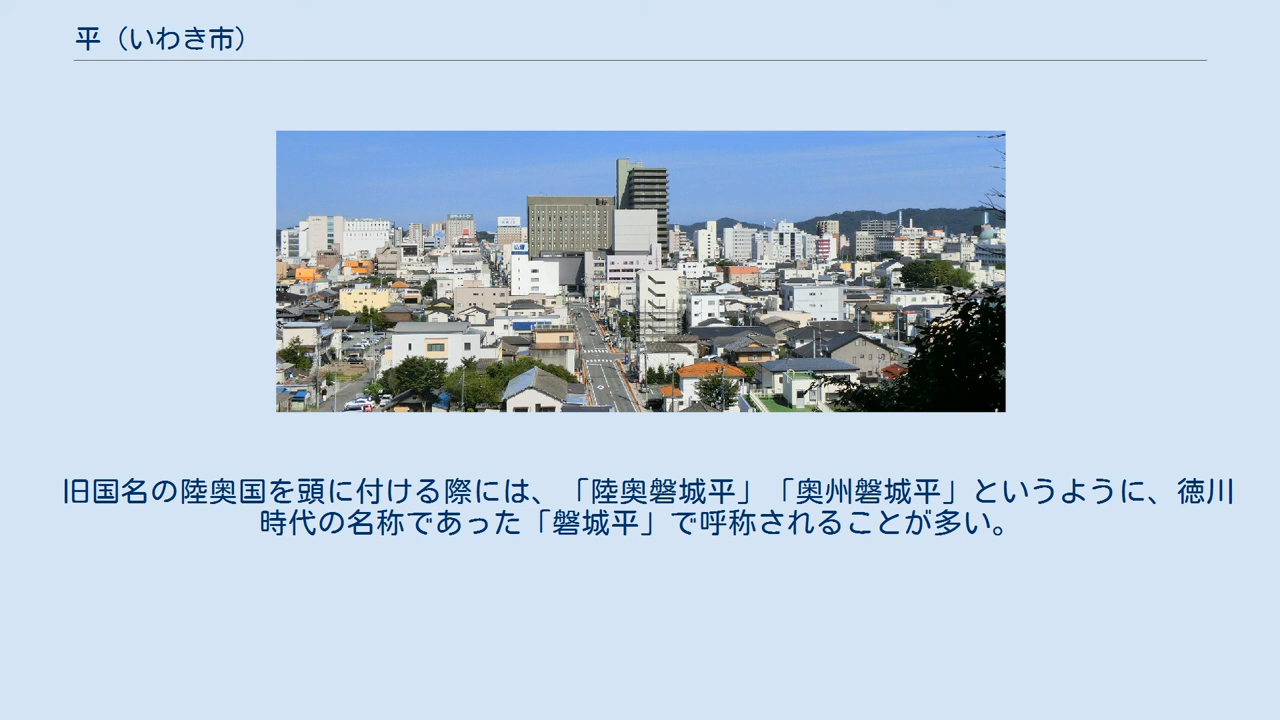 平（いわき市）
旧国名の陸奥国を頭に付ける際には、「陸奥磐城平」「奥州磐城平」というように、徳川
時代の名称であった「磐城平」で呼称されることが多い。